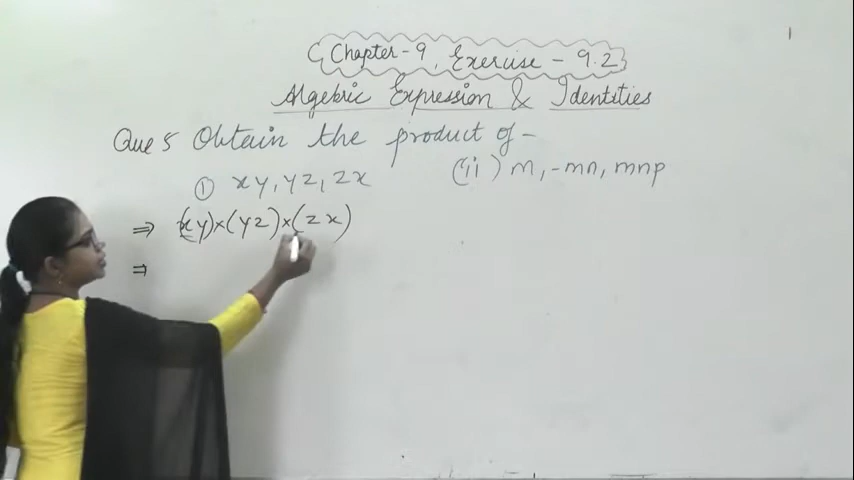 Chapter-9, Exercise - 9.2
Algebric Expression & Identities
Que 5 Obtain the product of -
① xy, yz, zx (ii) m, -mn, mnp
⇒ (xy)×(yz)×(zx)
⇒